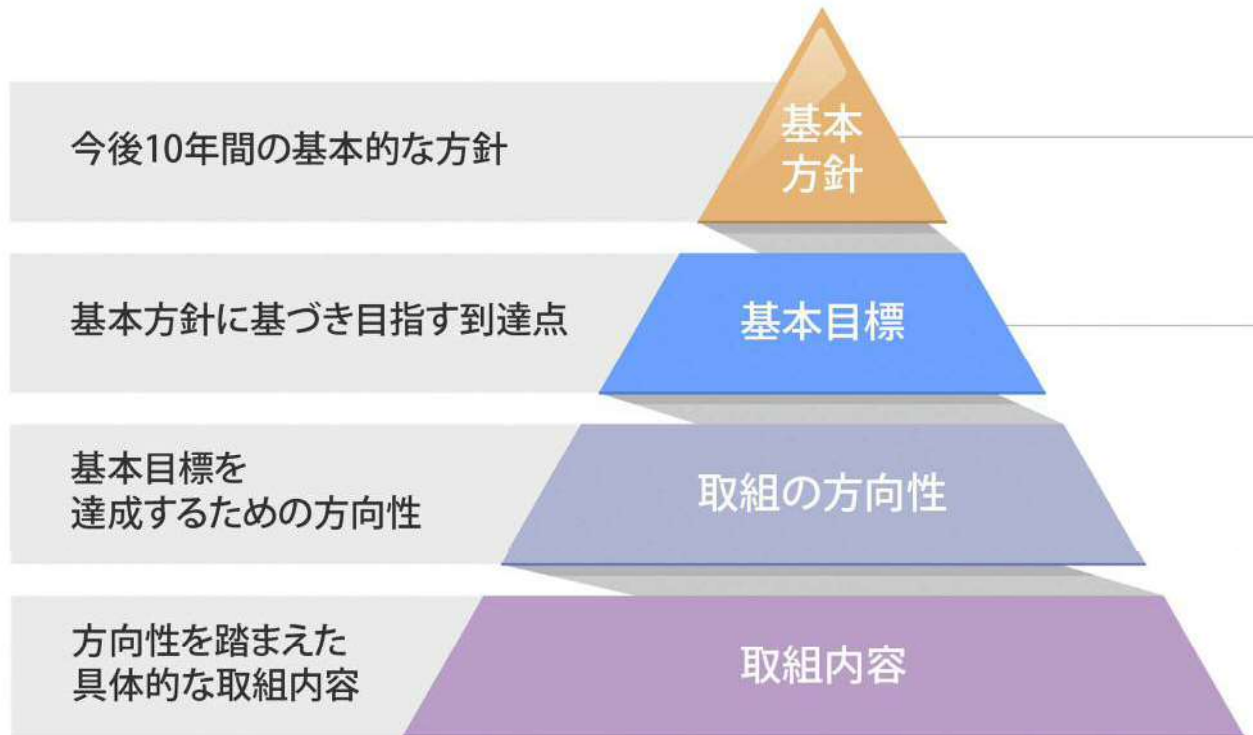 今後10年間の基本的な方針
基本
方針
基本方針に基づき目指す到達点
基本目標
基本目標を
達成するための方向性
取組の方向性
方向性を踏まえた
具体的な取組内容
取組内容